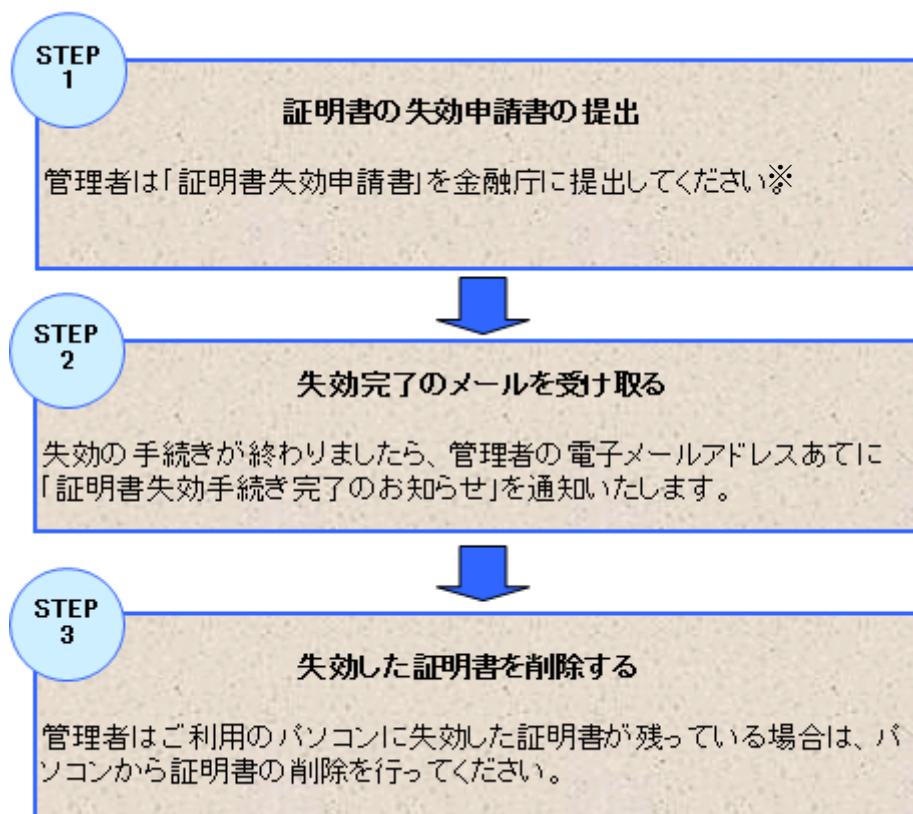 STEP
1
証明書の失効申請書の提出
管理者は「証明書失効申請書」を金融庁に提出してください※
STEP
2
失効完了のメールを受け取る
失効の手続きが終わりましたら、管理者の電子メールアドレスあてに
「証明書失効手続き完了のお知らせ」を通知いたします。
STEP
3
失効した証明書を削除する
管理者はご利用のパソコンに失効した証明書が残っている場合は、パ
ソコンから証明書の削除を行ってください。